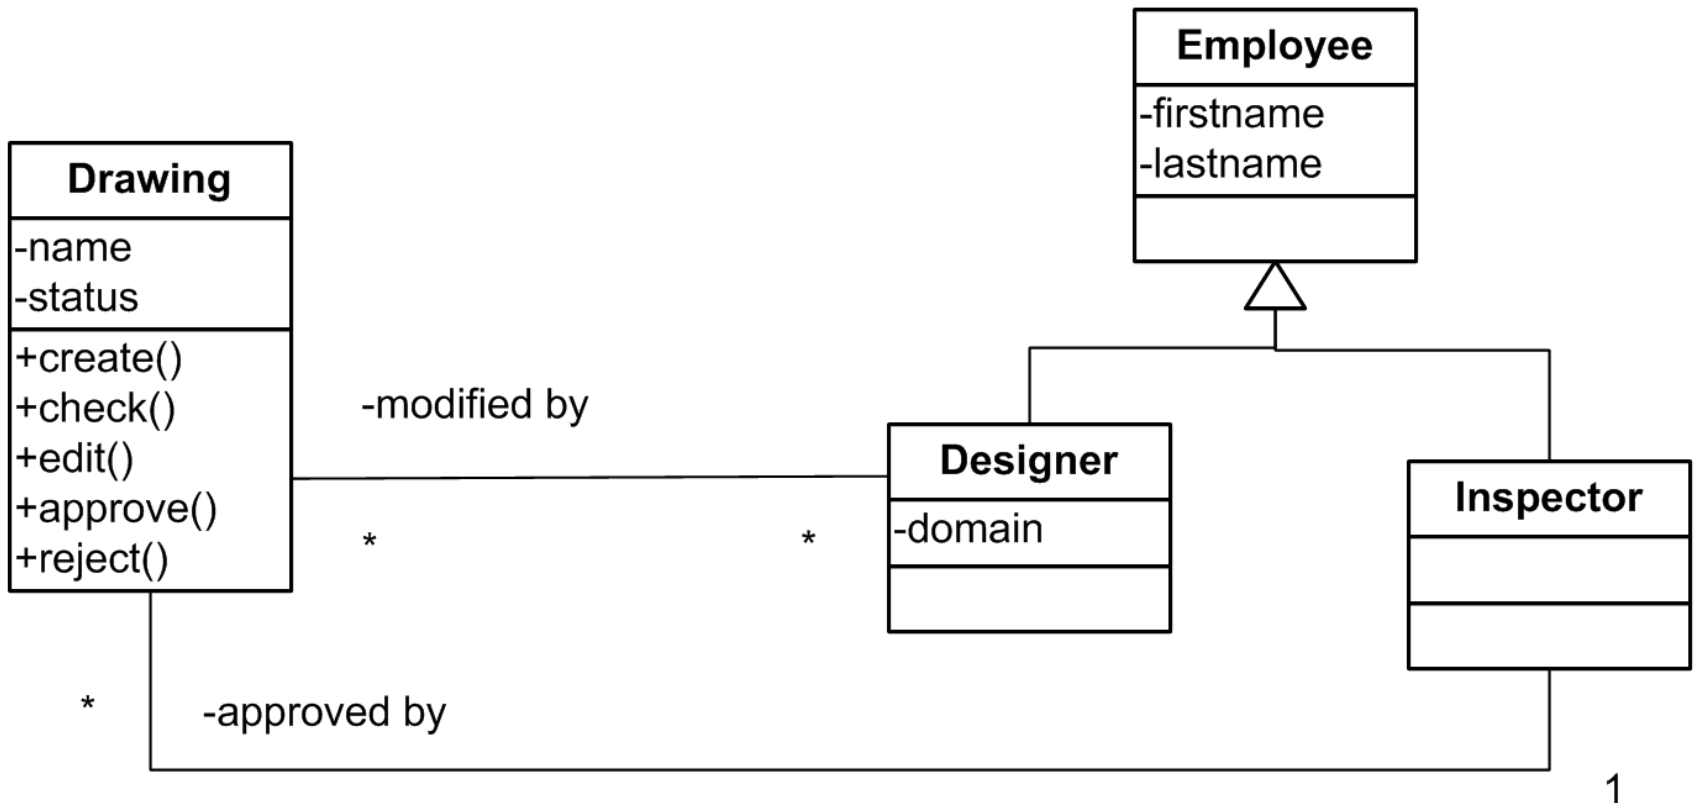 Employee
-firstname
-lastname
Drawing
-name
-status
+create()
+check()
+edit()
+approve()
+reject()
-modified by
*
*
Designer
-domain
Inspector
*
-approved by
1